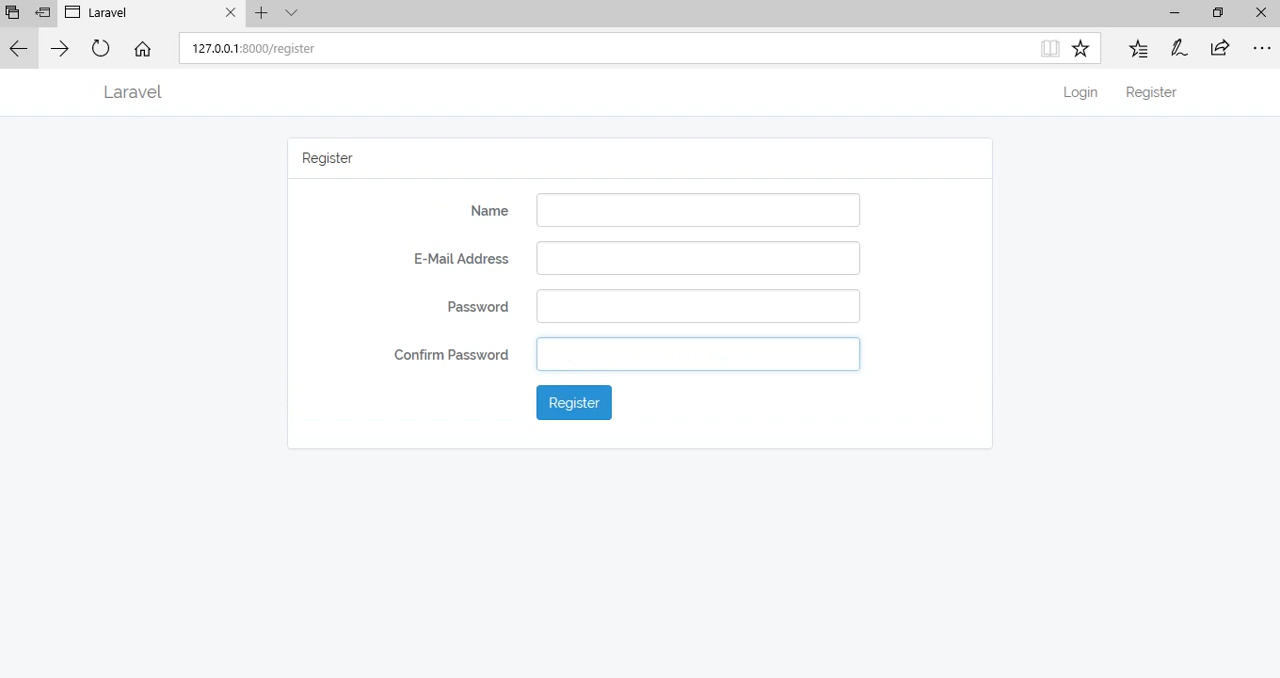 Laravel
127.0.0.1:8000/register
Laravel
Login
Register
Register
Name
E-Mail Address
Password
Confirm Password
Register